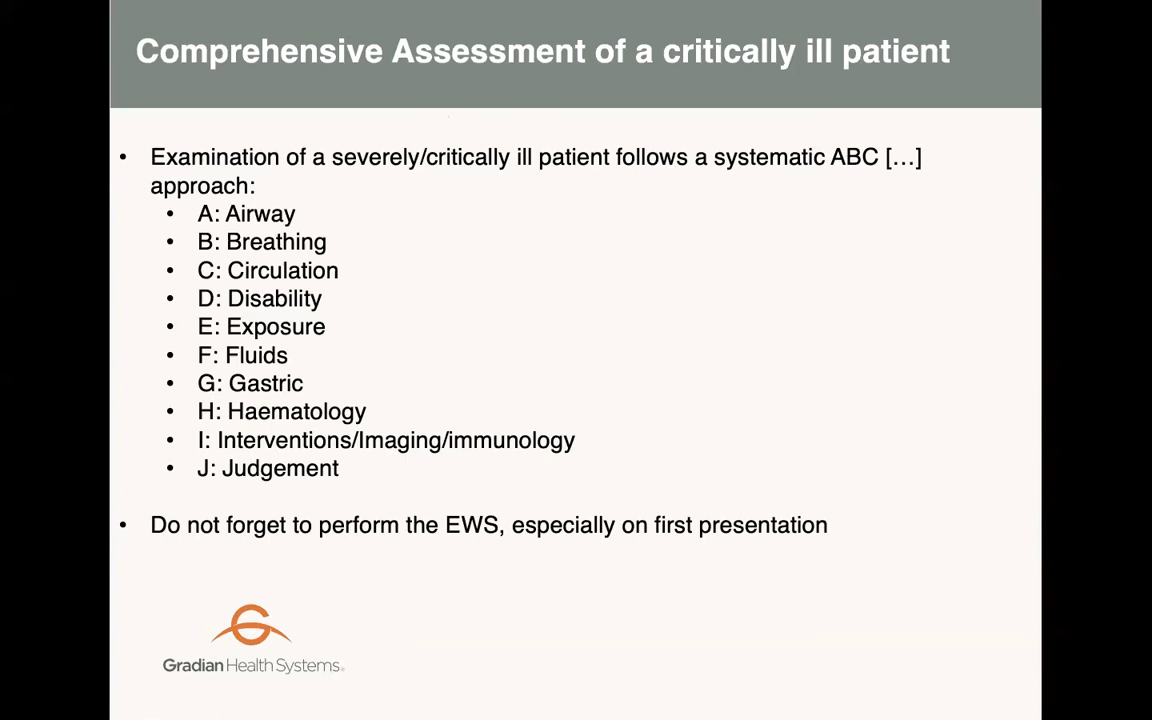 Comprehensive Assessment of a critically ill patient
• Examination of a severely/critically ill patient follows a systematic ABC […]
approach:
• A: Airway
• B: Breathing
• C: Circulation
• D: Disability
• E: Exposure
• F: Fluids
• G: Gastric
• H: Haematology
• I: Interventions/Imaging/immunology
• J: Judgement
• Do not forget to perform the EWS, especially on first presentation
Gradian Health Systems